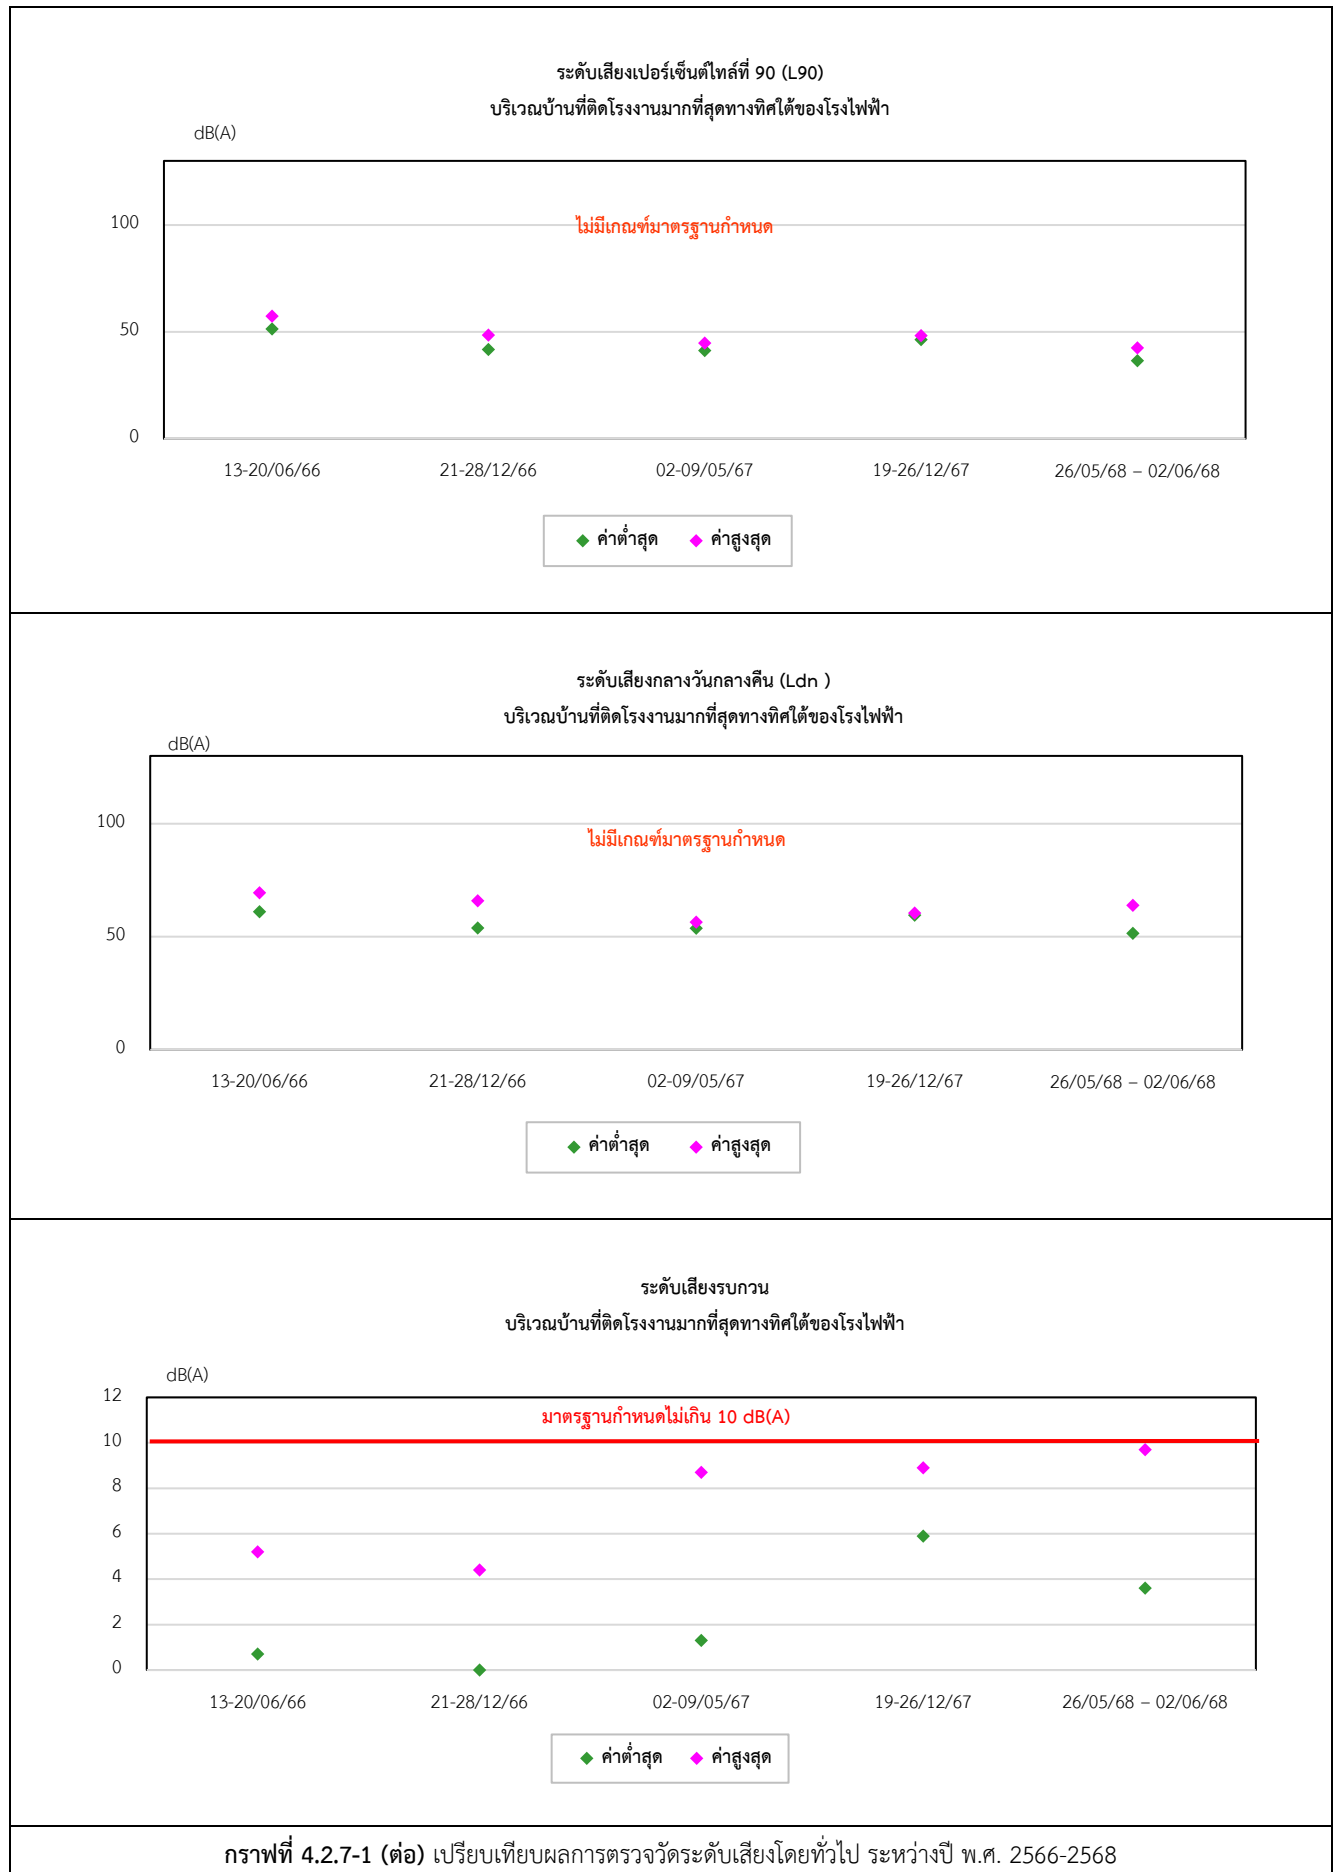 ระดับเสียงเปอร์เซ็นต์ไทล์ที่ 90 (L90)
บริเวณบ้านที่ติดโรงงานมากที่สุดทางทิศใต้ของโรงไฟฟ้า
dB(A)
100
ไม่มีเกณฑ์มาตรฐานกำหนด
50
0
13-20/06/66 21-28/12/66 02-09/05/67 19-26/12/67 26/05/68 – 02/06/68
ค่าต่ำสุด ค่าสูงสุด
ระดับเสียงกลางวันกลางคืน (Ldn )
บริเวณบ้านที่ติดโรงงานมากที่สุดทางทิศใต้ของโรงไฟฟ้า
dB(A)
100
ไม่มีเกณฑ์มาตรฐานกำหนด
50
0
13-20/06/66 21-28/12/66 02-09/05/67 19-26/12/67 26/05/68 – 02/06/68
ค่าต่ำสุด ค่าสูงสุด
ระดับเสียงรบกวน
บริเวณบ้านที่ติดโรงงานมากที่สุดทางทิศใต้ของโรงไฟฟ้า
dB(A)
12
มาตรฐานกำหนดไม่เกิน 10 dB(A)
10
8
6
4
2
0
13-20/06/66 21-28/12/66 02-09/05/67 19-26/12/67 26/05/68 – 02/06/68
ค่าต่ำสุด ค่าสูงสุด
กราฟที่ 4.2.7-1 (ต่อ) เปรียบเทียบผลการตรวจวัดระดับเสียงโดยทั่วไป ระหว่างปี พ.ศ. 2566-2568